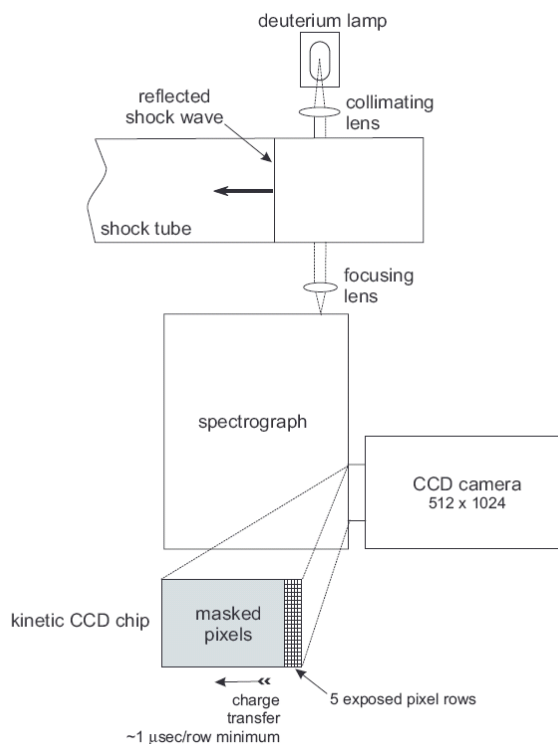 deuterium lamp
reflected
shock wave
collimating
lens
shock tube
focusing
lens
spectrograph
CCD camera
512 x 1024
kinetic CCD chip
masked
pixels
5 exposed pixel rows
charge
transfer
~1 μsec/row minimum